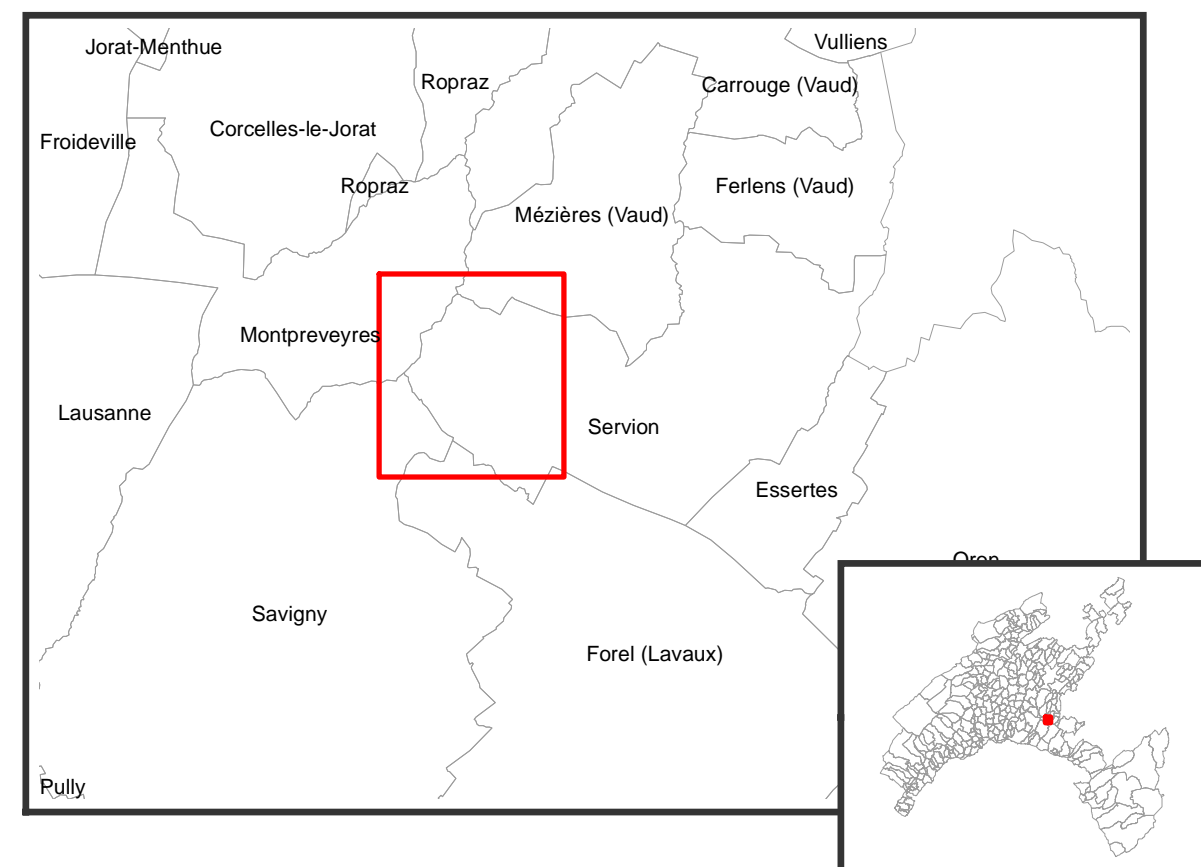 Vulliens
Jorat-Menthue
Ropraz
Carrouge (Vaud)
Corcelles-le-Jorat
Froideville
Ropraz
Ferlens (Vaud)
Mézières (Vaud)
Montpreveyres
Lausanne
Servion
Essertes
Oron
Savigny
Forel (Lavaux)
Pully